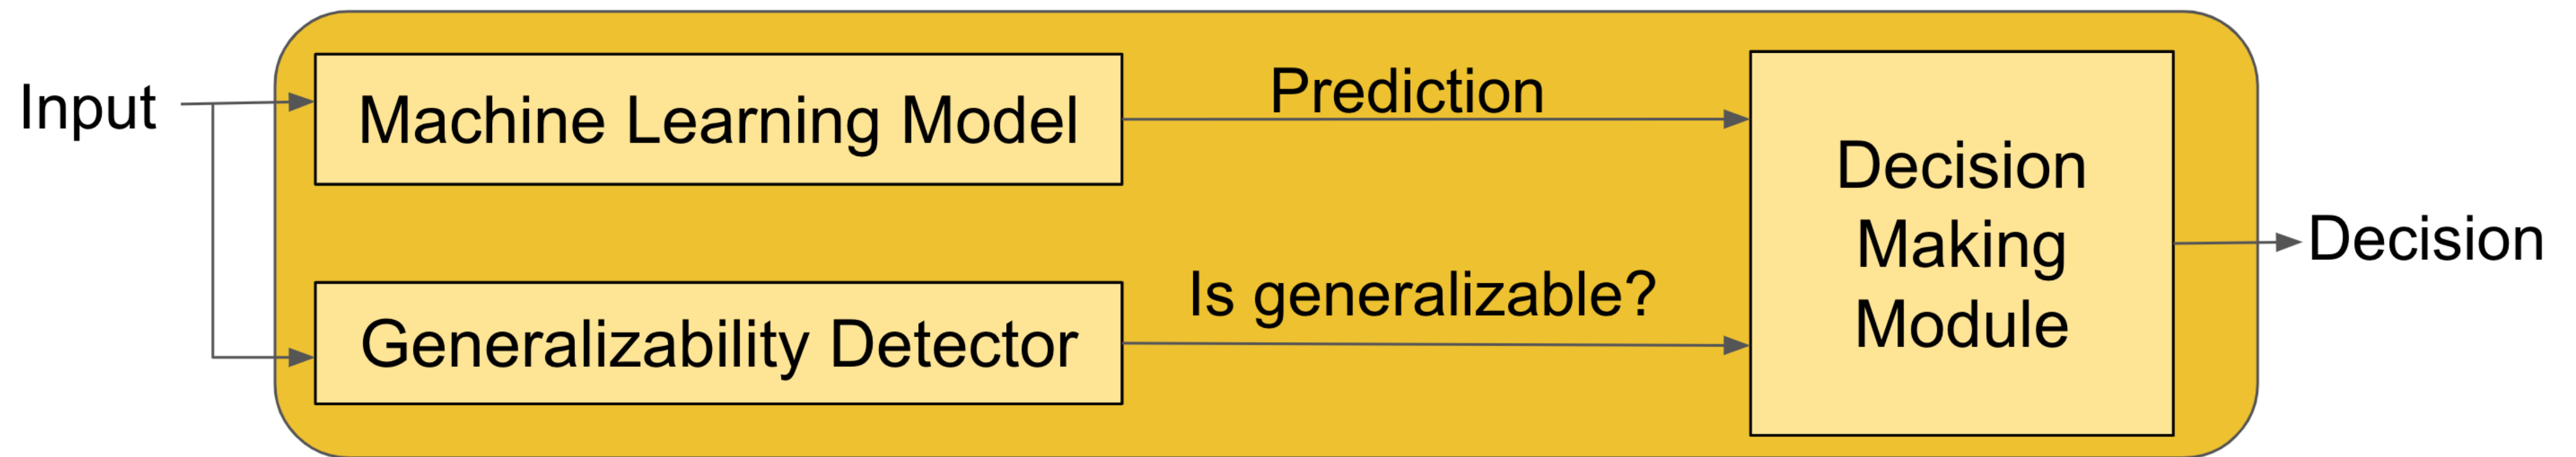 Input
Machine Learning Model
Prediction
Generalizability Detector
Is generalizable?
Decision
Making
Module
Decision